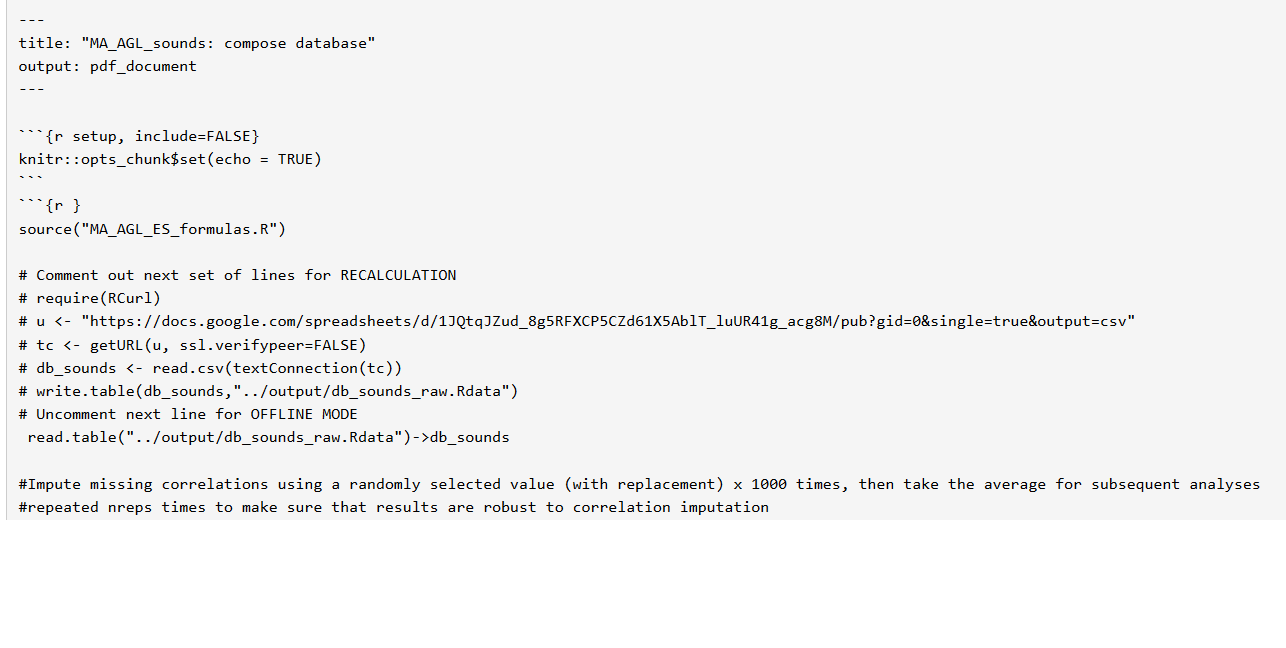 ---
title: "MA_AGL_sounds: compose database"
output: pdf_document
---
```{r setup, include=FALSE}
knitr::opts_chunk$set(echo = TRUE)
```
```{r }
source("MA_AGL_ES_formulas.R")
# Comment out next set of lines for RECALCULATION
# require(RCurl)
# u <- "https://docs.google.com/spreadsheets/d/1JQtqJZud_8g5RFXCP5CZd61X5AblT_luUR41g_acg8M/pub?gid=0&single=true&output=csv"
# tc <- getURL(u, ssl.verifypeer=FALSE)
# db_sounds <- read.csv(textConnection(tc))
# write.table(db_sounds,"../output/db_sounds_raw.Rdata")
# Uncomment next line for OFFLINE MODE
 read.table("../output/db_sounds_raw.Rdata")->db_sounds
#Impute missing correlations using a randomly selected value (with replacement) x 1000 times, then take the average for subsequent analyses
#repeated nreps times to make sure that results are robust to correlation imputation